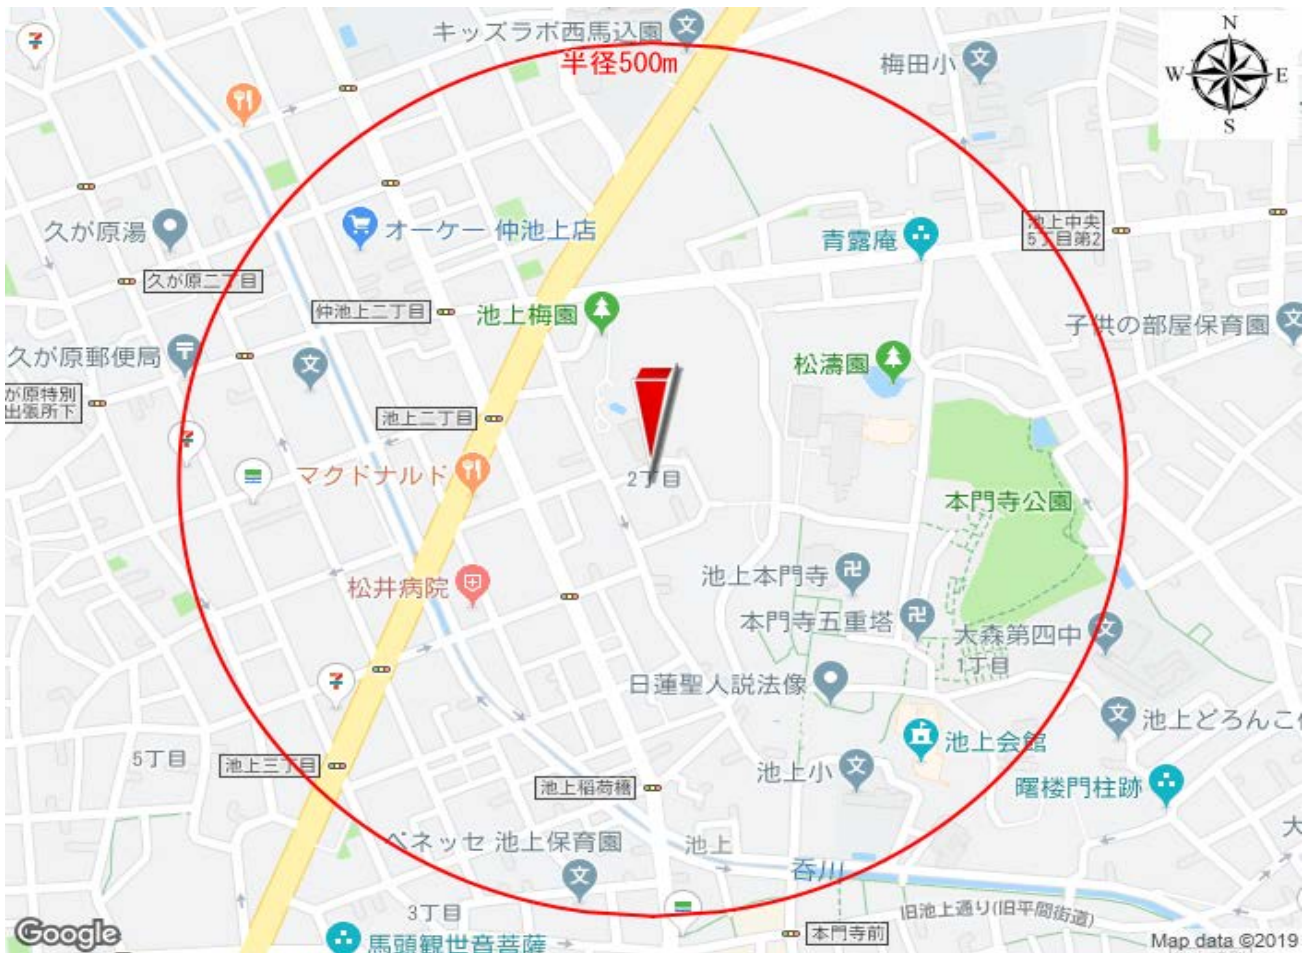 キッズラボ西馬込園
半径500m
梅田小
N
W
E
S
久が原湯
オーケー 仲池上店
青露庵
池上中央
5丁目第2
久が原二丁目
仲池上二丁目
池上梅園
子供の部屋保育園
久が原郵便局
松濤園
が原特別
出張所下
池上二丁目
マクドナルド
2丁目
本門寺公園
松井病院
池上本門寺
本門寺五重塔
大森第四中
1丁目
日蓮聖人説法像
池上どろんこ
5丁目
池上三丁目
池上会館
池上小
池上稲荷橋
曙楼門柱跡
大
ベネッセ 池上保育園
池上
呑川
3丁目
旧池上通り(旧平間街道)
Google
馬頭観世音菩薩
本門寺前
Map data ©2019